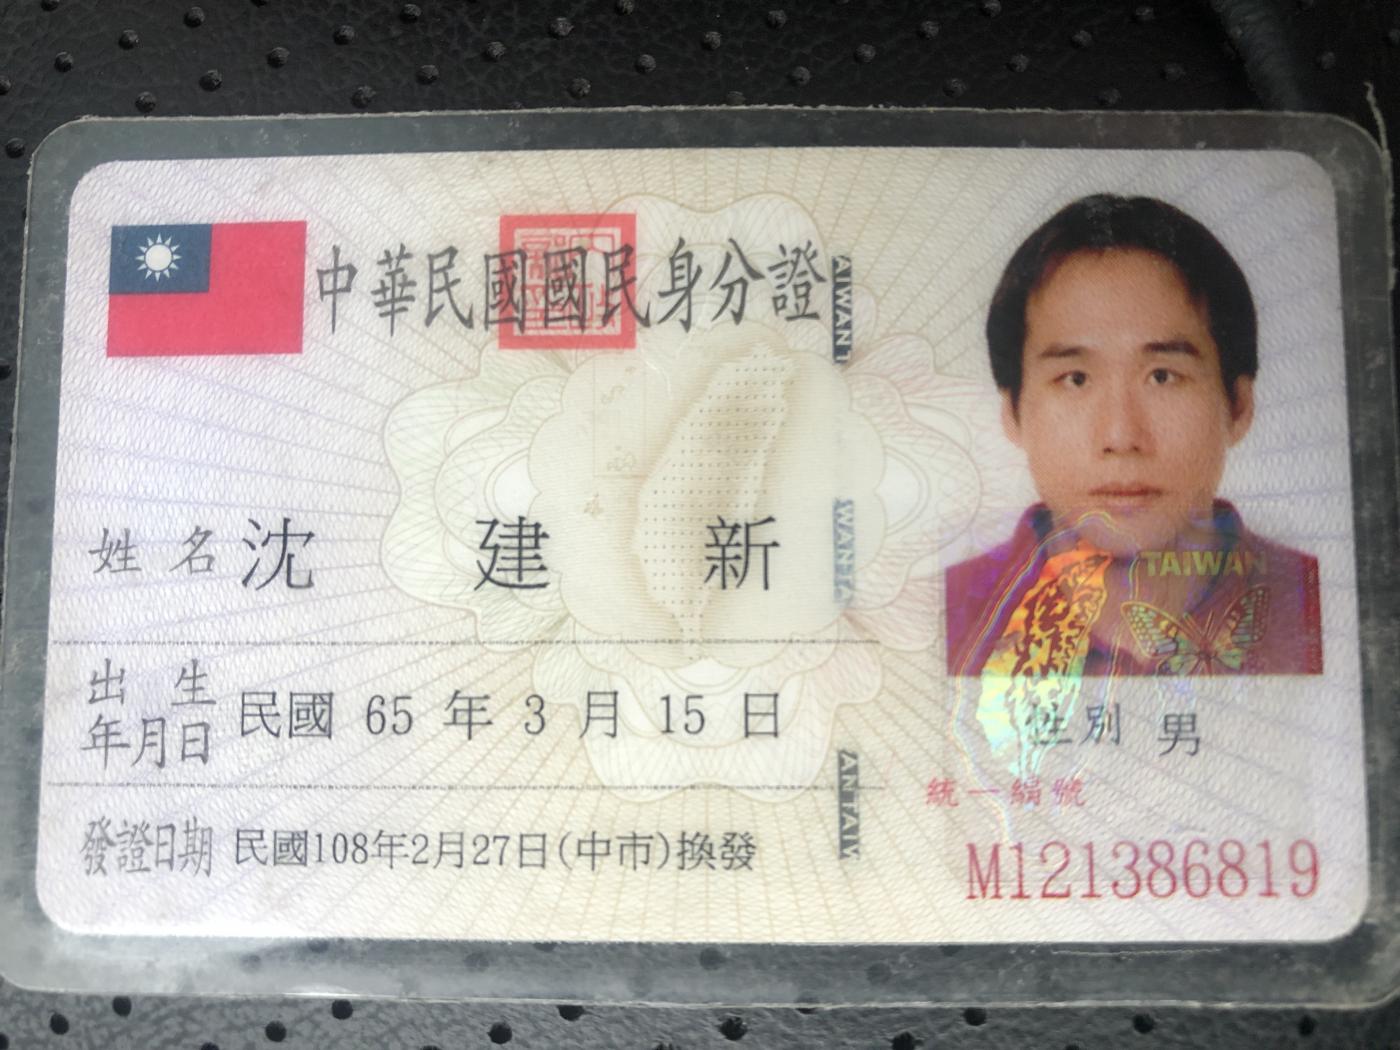 中華民國國民身分證
姓名 沈 建 新
出生年月日 民國 65 年 3 月 15 日
發證日期 民國108年2月27日(中市)換發
TAIWAN
性別 男
統一編號
M121386819